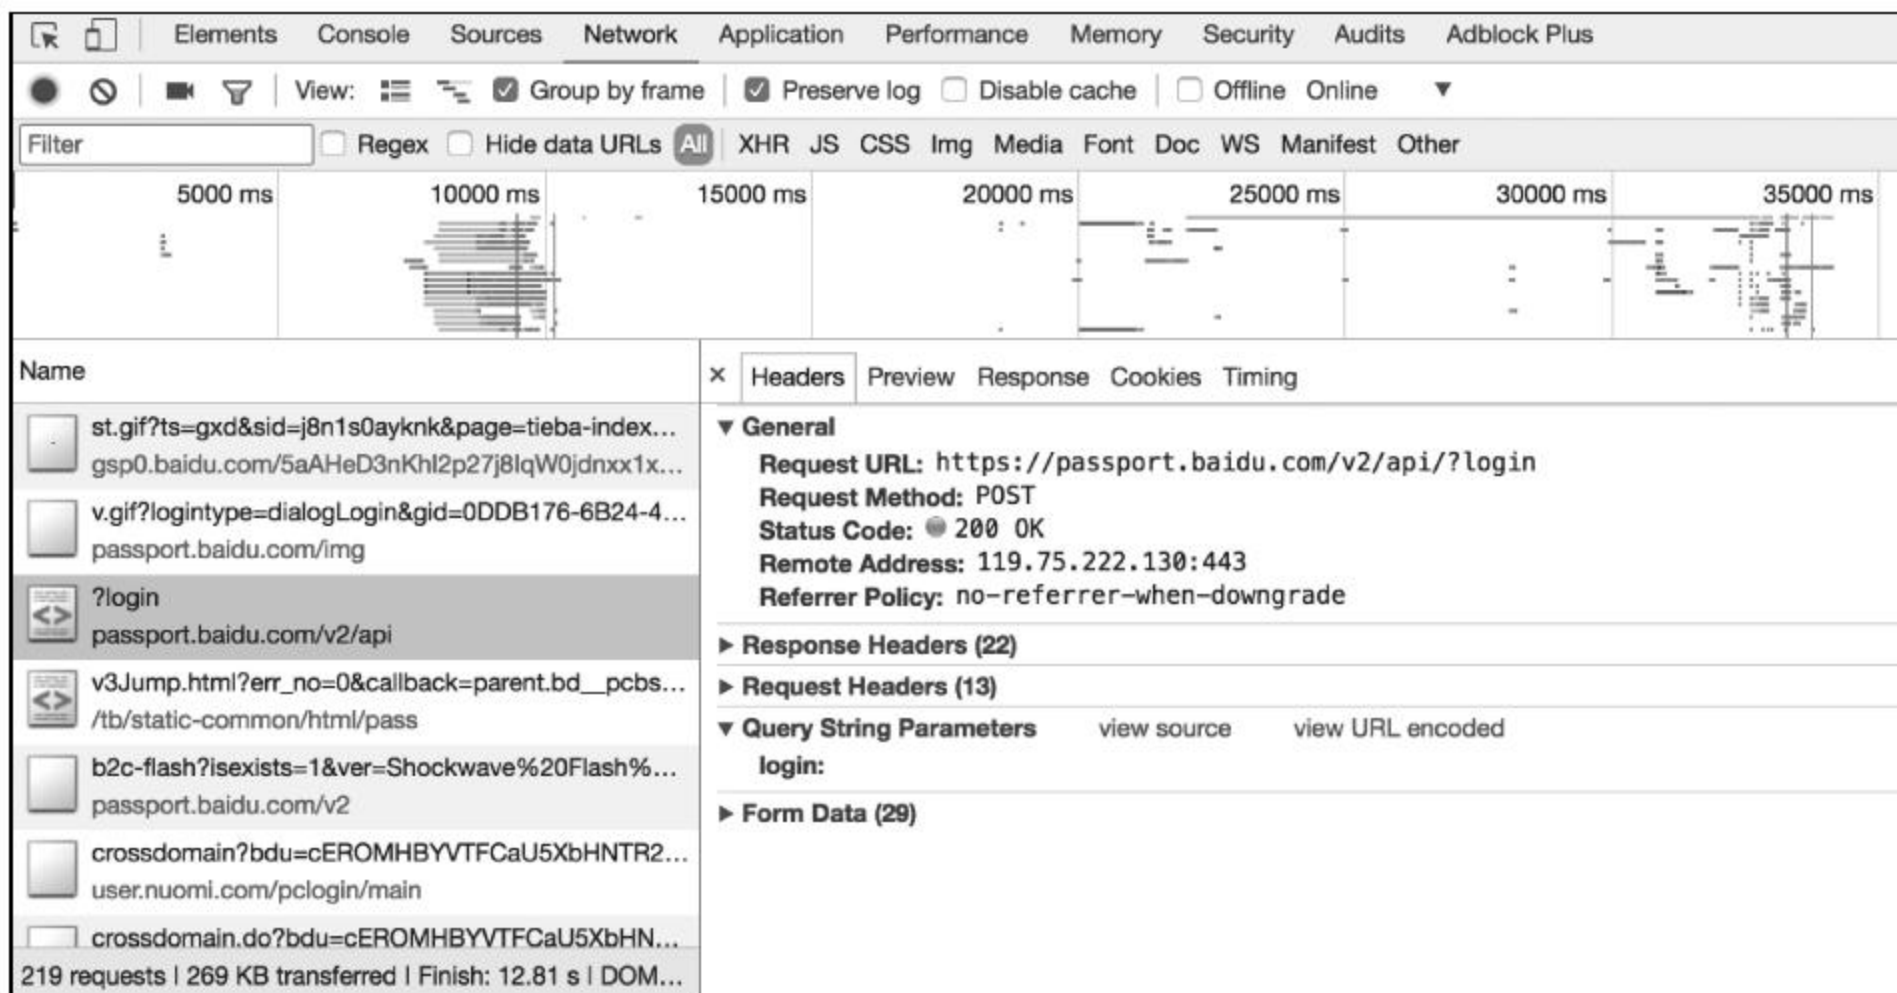 Elements Console Sources Network Application Performance Memory Security Audits Adblock Plus
View: Group by frame Preserve log Disable cache Offline Online
Filter Regex Hide data URLs All XHR JS CSS Img Media Font Doc WS Manifest Other
5000 ms 10000 ms 15000 ms 20000 ms 25000 ms 30000 ms 35000 ms
Name
st.gif?ts=gxd&sid=j8n1s0ayknk&page=tieba-index...
gsp0.baidu.com/5aAHeD3nKhI2p27j8IqW0jdnxx1x...
v.gif?logintype=dialogLogin&gid=0DDB176-6B24-4...
passport.baidu.com/img
?login
passport.baidu.com/v2/api
v3Jump.html?err_no=0&callback=parent.bd__pcbs...
/tb/static-common/html/pass
b2c-flash?isexists=1&ver=Shockwave%20Flash%...
passport.baidu.com/v2
crossdomain?bdu=cEROMHBYVTFCaU5XbHNTR2...
user.nuomi.com/pclogin/main
crossdomain.do?bdu=cEROMHBYVTFCaU5XbHN...
219 requests | 269 KB transferred | Finish: 12.81 s | DOM...
× Headers Preview Response Cookies Timing
▼ General
Request URL: https://passport.baidu.com/v2/api/?login
Request Method: POST
Status Code: 200 OK
Remote Address: 119.75.222.130:443
Referrer Policy: no-referrer-when-downgrade
▶ Response Headers (22)
▶ Request Headers (13)
▼ Query String Parameters view source view URL encoded
login:
▶ Form Data (29)